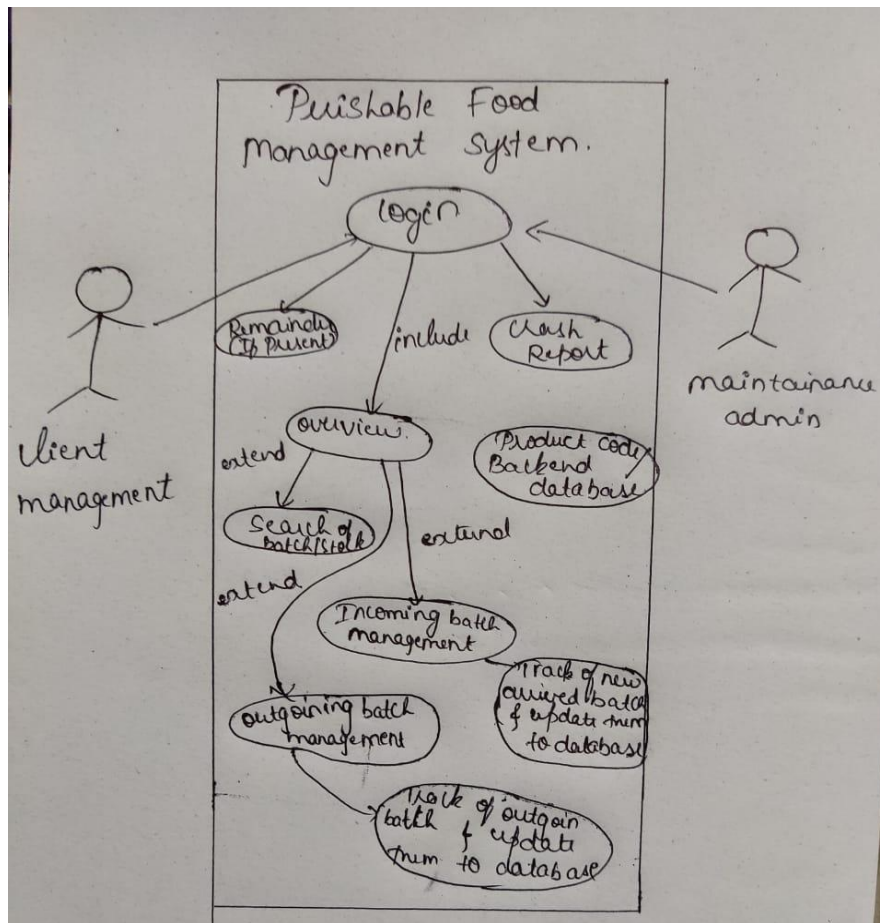 Perishable Food
Management System.
Login
Remainder
(If Present)
include
Crash
Report
client
management
maintainance
admin
overview.
extend
Product code
Backend
database
Search of
batch/stock
extend
extend
Incoming batch
management
Track of new
arrived batch
& update them
to database
outgoining batch
management
Track of outgoin
batch & update
them to database